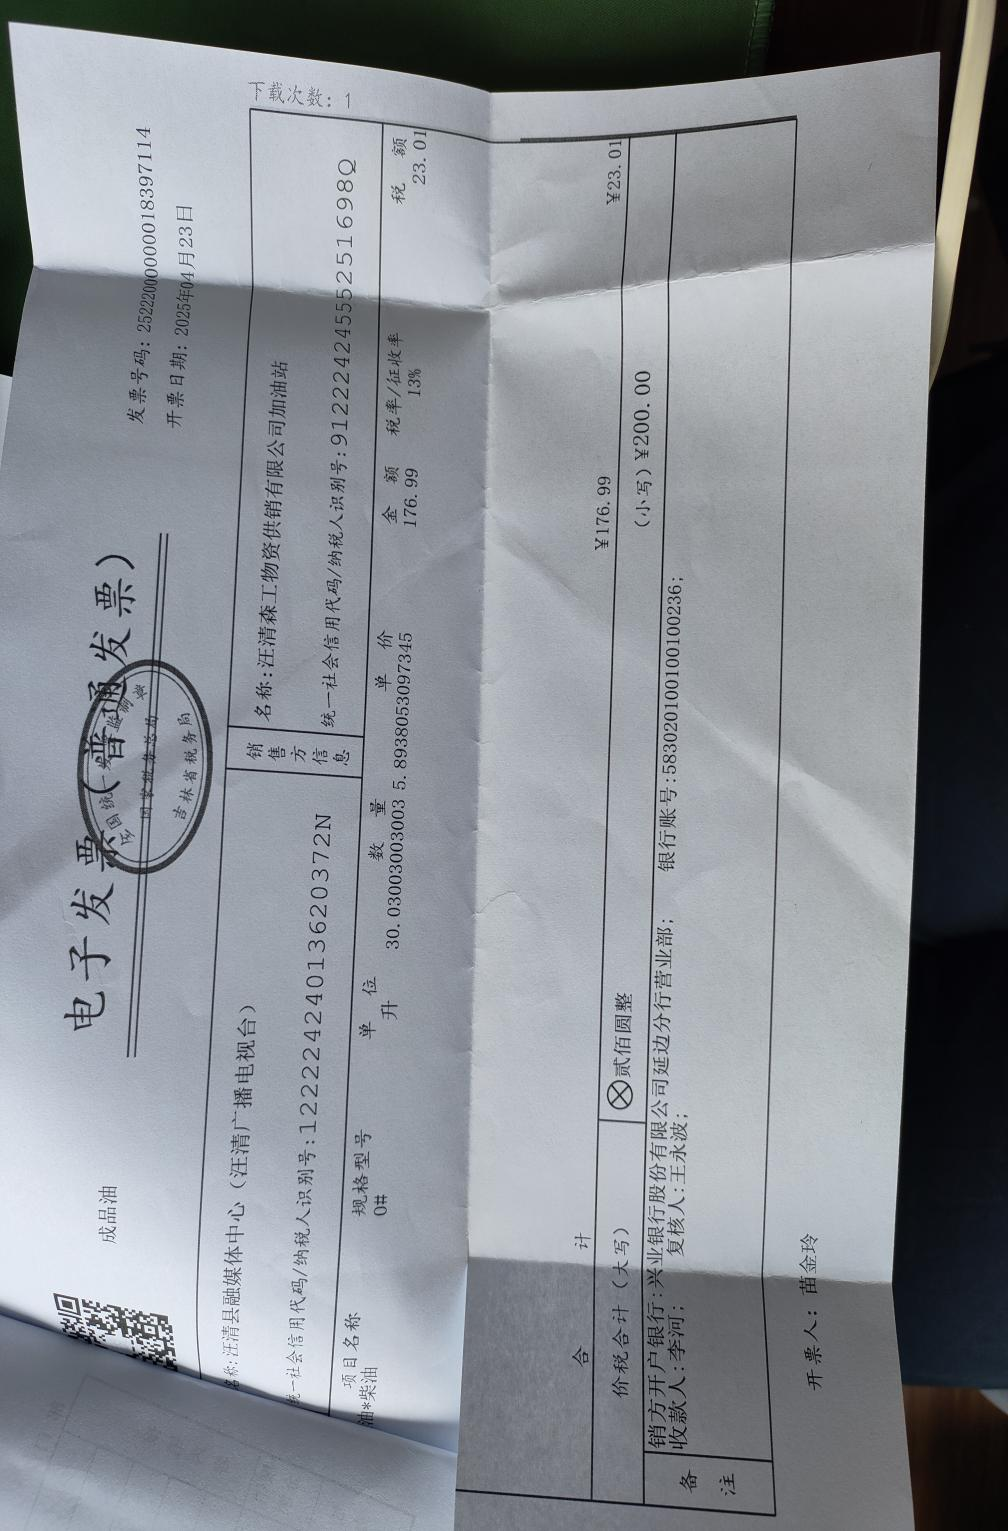 电子发票（普通发票）
成品油
全国统一发票监制章
国家税务总局
吉林省税务局
发票号码：25222000000018397114
开票日期：2025年04月23日
下载次数：1
名称：汪清县融媒体中心（汪清广播电视台）
统一社会信用代码/纳税人识别号：12222424013620372N
销售方信息
名称：汪清森工物资供销有限公司加油站
统一社会信用代码/纳税人识别号：91222424555251698Q
项目名称 规格型号 单位 数量 单价 金额 税率/征收率 税额
油*柴油 0# 升 30.03003003003 5.8938053097345 176.99 13% 23.01
合计 ¥176.99 ¥23.01
价税合计（大写） ⊗贰佰圆整 （小写）¥200.00
备注
销方开户银行：兴业银行股份有限公司延边分行营业部； 银行账号：583020100100100236；
收款人：李河； 复核人：王永波；
开票人：苗金玲